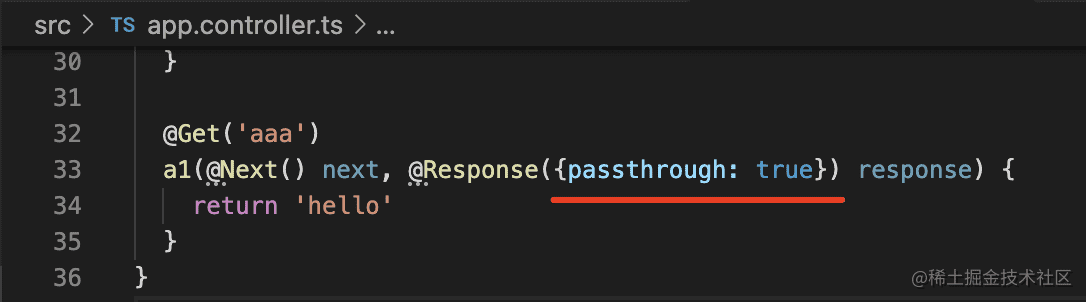 src > TS app.controller.ts > ...
30 }
31
32 @Get('aaa')
33 a1(@Next() next, @Response({passthrough: true}) response) {
34 return 'hello'
35 }
36 }
@稀土掘金技术社区